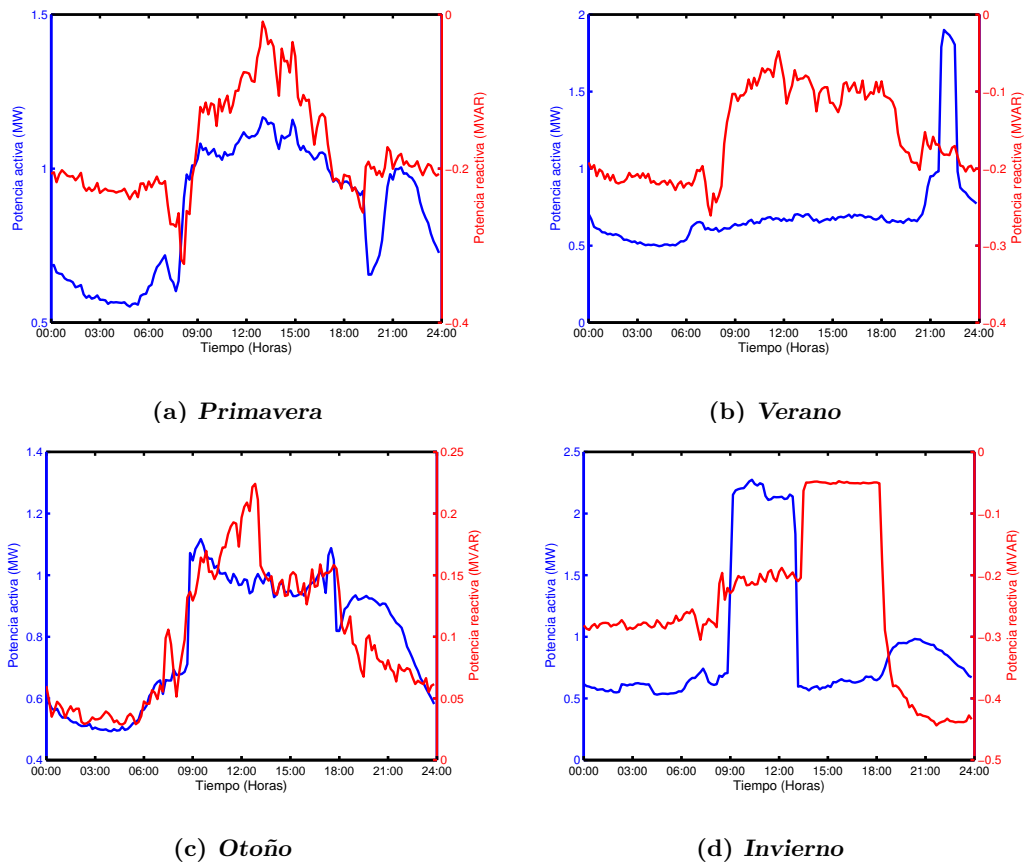 1.5
1
0.5
Potencia activa (MW)
0
−0.1
−0.2
−0.3
−0.4
Potencia reactiva (MVAR)
00:00 03:00 06:00 09:00 12:00 15:00 18:00 21:00 24:00
Tiempo (Horas)
(a) Primavera
2
1.5
1
0.5
0
Potencia activa (MW)
0
−0.1
−0.2
−0.3
−0.4
Potencia reactiva (MVAR)
00:00 03:00 06:00 09:00 12:00 15:00 18:00 21:00 24:00
Tiempo (Horas)
(b) Verano
1.4
1.2
1
0.8
0.6
0.4
Potencia activa (MW)
0.25
0.2
0.15
0.1
0.05
0
Potencia reactiva (MVAR)
00:00 03:00 06:00 09:00 12:00 15:00 18:00 21:00 24:00
Tiempo (Horas)
(c) Otoño
2.5
2
1.5
1
0.5
0
Potencia activa (MW)
0
−0.1
−0.2
−0.3
−0.4
−0.5
Potencia reactiva (MVAR)
00:00 03:00 06:00 09:00 12:00 15:00 18:00 21:00 24:00
Tiempo (Horas)
(d) Invierno